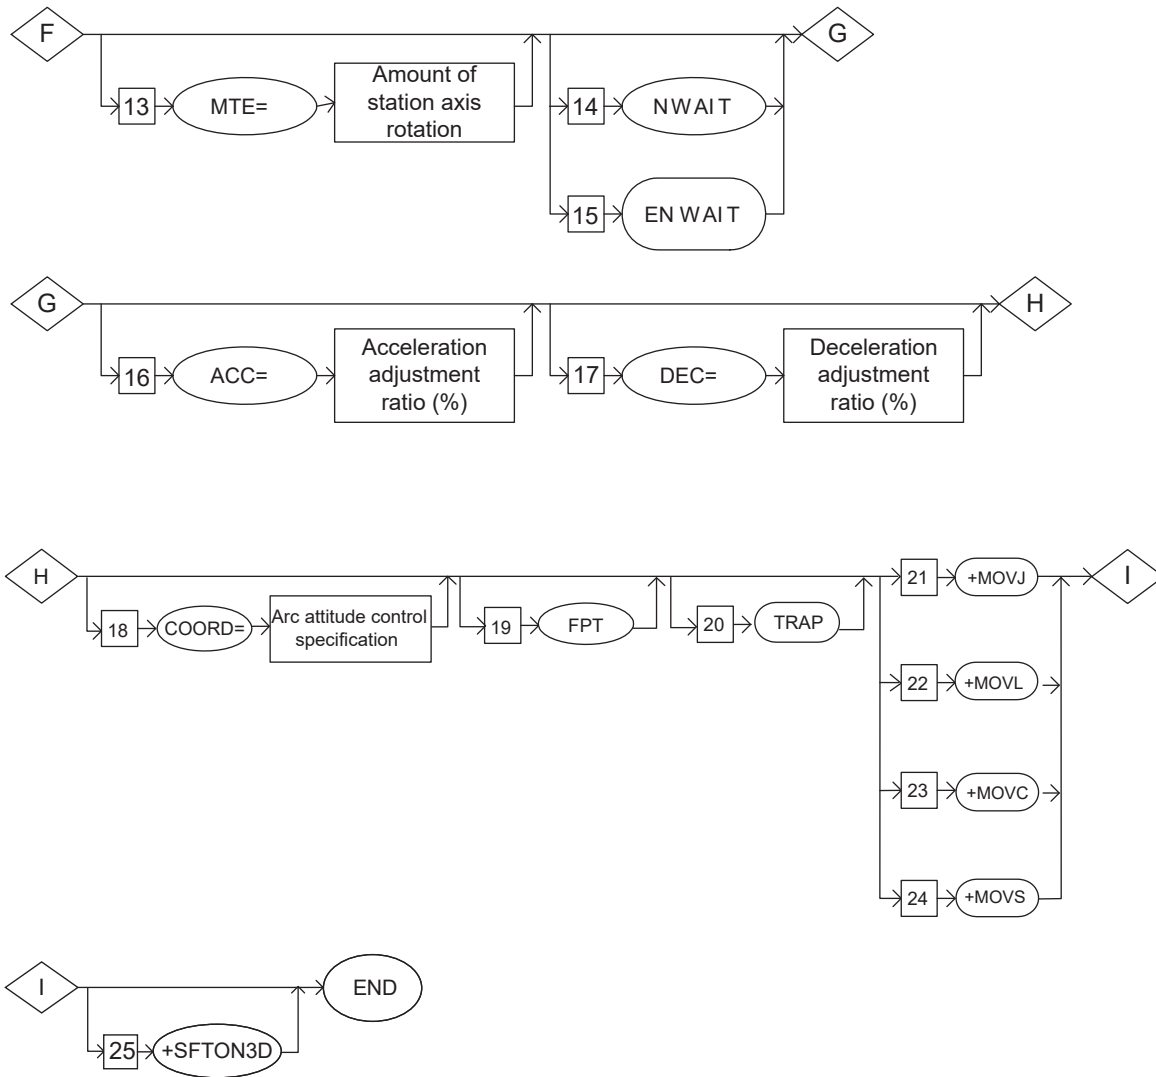 F
G
13
MTE=
Amount of
station axis
rotation
14
NWAIT
15
ENWAIT
G
H
16
ACC=
Acceleration
adjustment
ratio (%)
17
DEC=
Deceleration
adjustment
ratio (%)
H
I
18
COORD=
Arc attitude control
specification
19
FPT
20
TRAP
21
+MOVJ
22
+MOVL
23
+MOVC
24
+MOVS
I
END
25
+SFTON3D